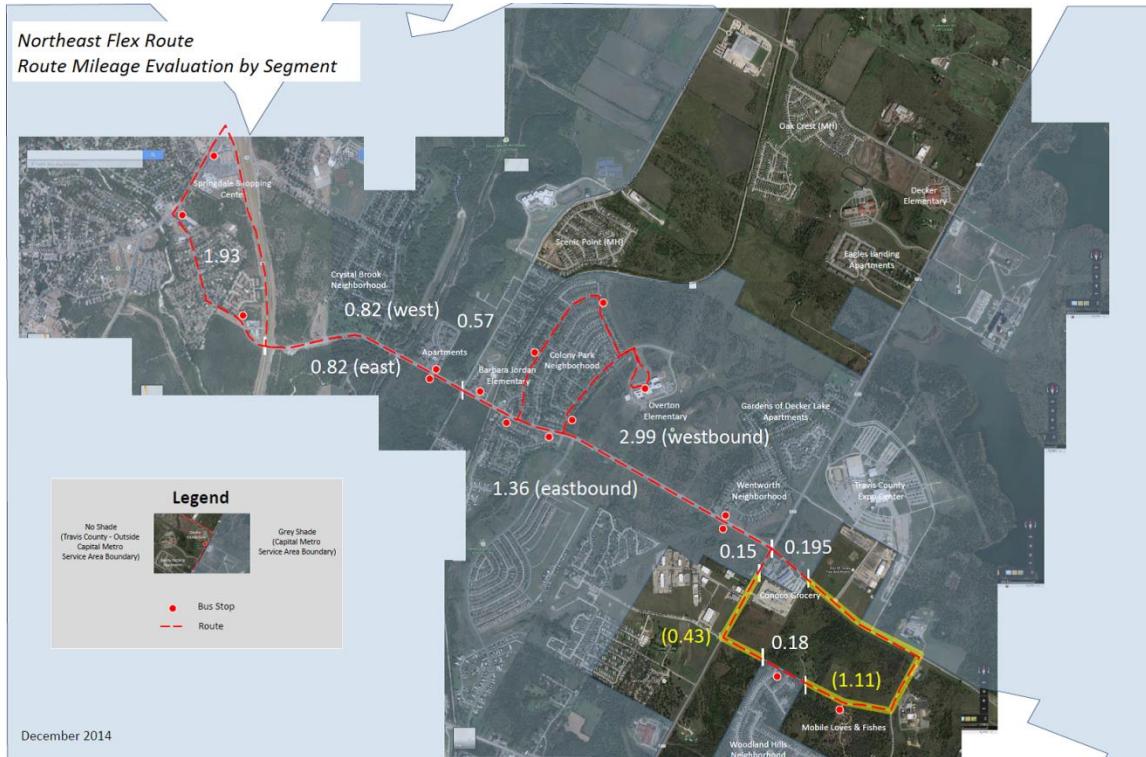 Northeast Flex Route
Route Mileage Evaluation by Segment
Oak Crest (MH)
Springdale Shopping
Center
Decker
Elementary
1.93
Scenic Point (MH)
Eagles Landing
Apartments
Crystal Brook
Neighborhood
0.82 (west)
0.57
0.82 (east)
Apartments
Barbara Jordan
Elementary
Colony Park
Neighborhood
Overton
Elementary
Gardens of Decker Lake
Apartments
2.99 (westbound)
1.36 (eastbound)
Wentworth
Neighborhood
Travis County
Expo Center
0.15
0.195
Conoco Grocery
(0.43)
0.18
(1.11)
Mobile Loves & Fishes
Woodland Hills
Neighborhood
Legend
No Shade
(Travis County - Outside
Capital Metro
Service Area Boundary)
Grey Shade
(Capital Metro
Service Area Boundary)
Bus Stop
Route
December 2014